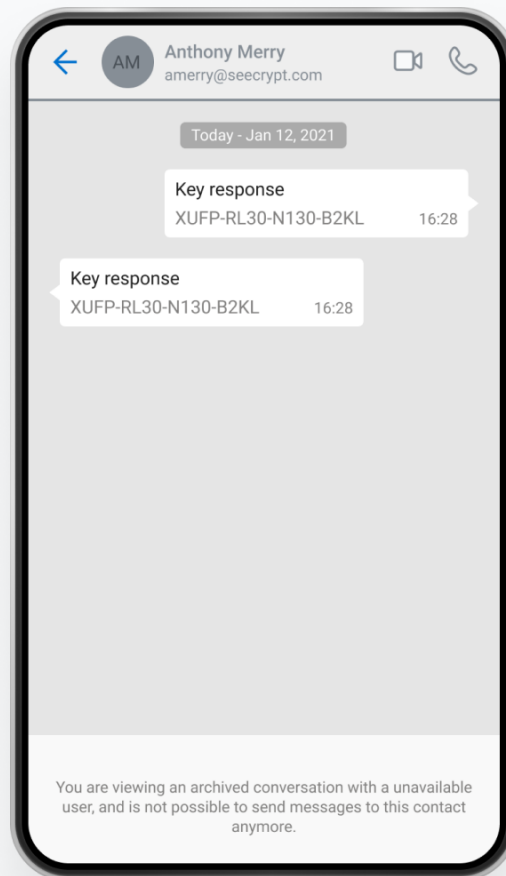 AM
Anthony Merry
amerry@seecrypt.com
Today - Jan 12, 2021
Key response
XUFP-RL30-N130-B2KL 16:28
Key response
XUFP-RL30-N130-B2KL 16:28
You are viewing an archived conversation with a unavailable
user, and is not possible to send messages to this contact
anymore.